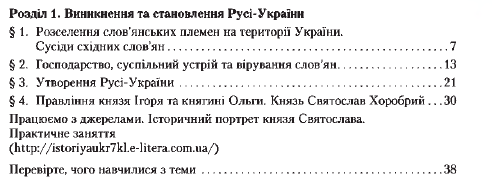 Розділ 1. Виникнення та становлення Русі-України
§ 1. Розселення слов’янських племен на території України.
Сусіди східних слов’ян ........................................ 7
§ 2. Господарство, суспільний устрій та вірування слов’ян ............ 13
§ 3. Утворення Русі-України ....................................... 21
§ 4. Правління князя Ігоря та княгині Ольги. Князь Святослав Хоробрий ... 30
Працюємо з джерелами. Історичний портрет князя Святослава.
Практичне заняття
(http://istoriyaukr7kl.e-litera.com.ua/)
Перевірте, чого навчилися з теми .................................. 38